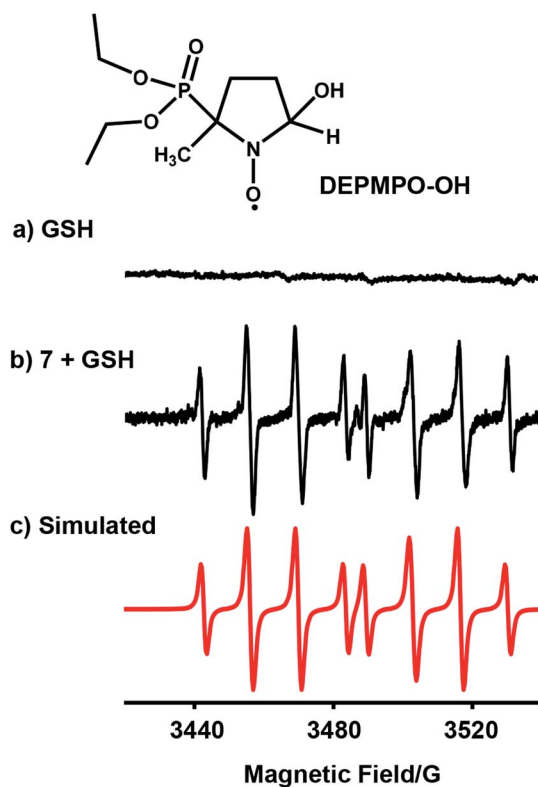 O
O
P
O
OH
H₃C
N
H
O
•
DEPMPO-OH
a) GSH
b) 7 + GSH
c) Simulated
3440 3480 3520
Magnetic Field/G